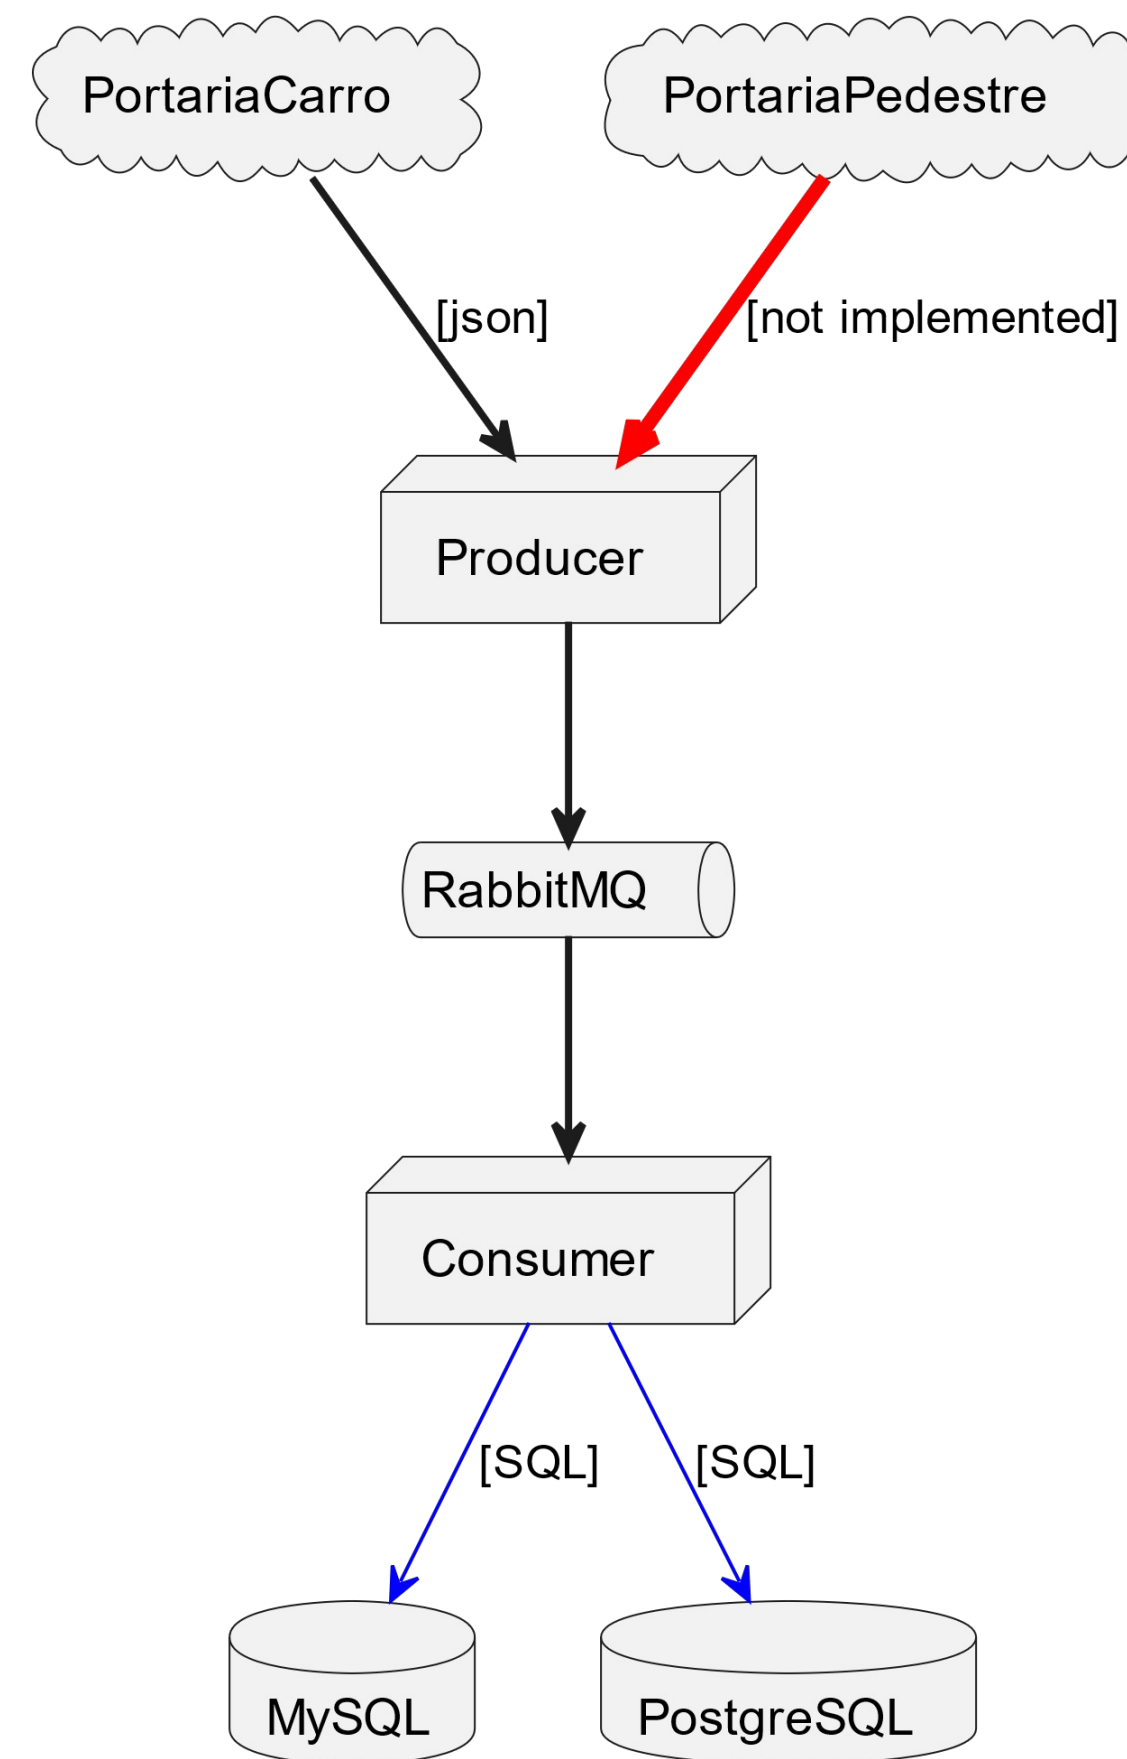 PortariaCarro
PortariaPedestre
[json]
[not implemented]
Producer
RabbitMQ
Consumer
[SQL]
[SQL]
MySQL
PostgreSQL